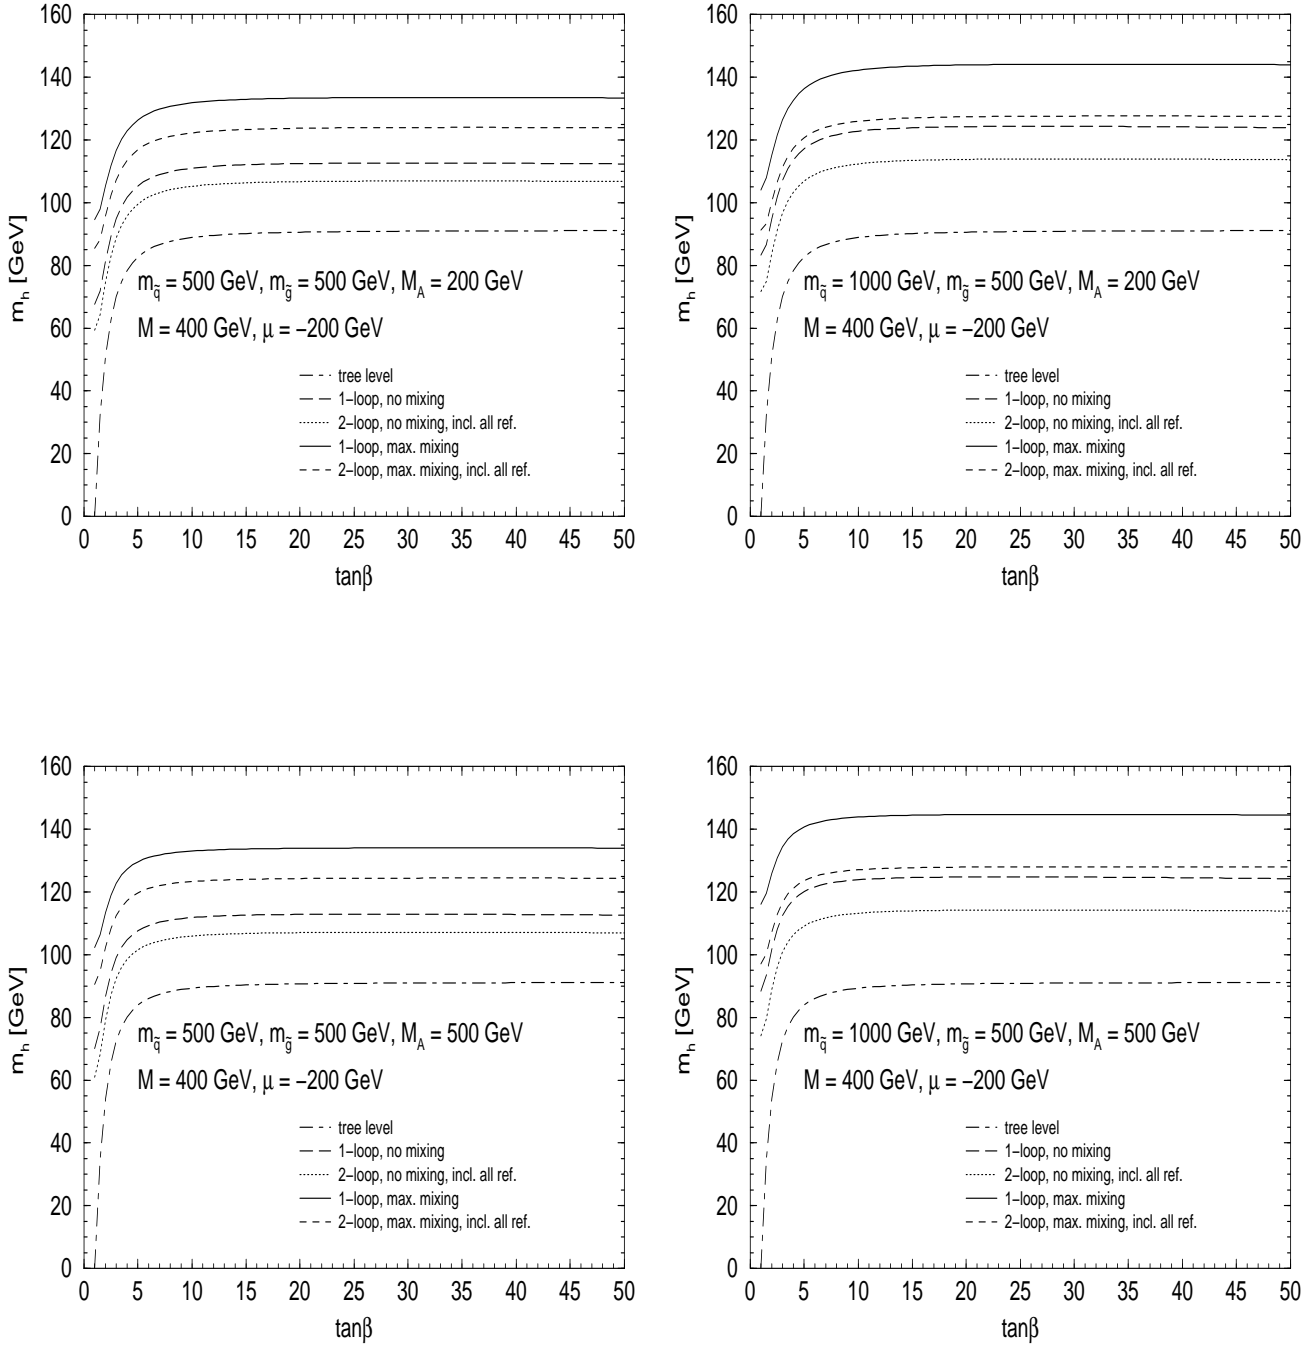 160
140
120
100
80
60
40
20
0
m_h [GeV]
m_q̃ = 500 GeV, m_g̃ = 500 GeV, M_A = 200 GeV
M = 400 GeV, μ = −200 GeV
tree level
1−loop, no mixing
2−loop, no mixing, incl. all ref.
1−loop, max. mixing
2−loop, max. mixing, incl. all ref.
0 5 10 15 20 25 30 35 40 45 50
tanβ
160
140
120
100
80
60
40
20
0
m_h [GeV]
m_q̃ = 1000 GeV, m_g̃ = 500 GeV, M_A = 200 GeV
M = 400 GeV, μ = −200 GeV
tree level
1−loop, no mixing
2−loop, no mixing, incl. all ref.
1−loop, max. mixing
2−loop, max. mixing, incl. all ref.
0 5 10 15 20 25 30 35 40 45 50
tanβ
160
140
120
100
80
60
40
20
0
m_h [GeV]
m_q̃ = 500 GeV, m_g̃ = 500 GeV, M_A = 500 GeV
M = 400 GeV, μ = −200 GeV
tree level
1−loop, no mixing
2−loop, no mixing, incl. all ref.
1−loop, max. mixing
2−loop, max. mixing, incl. all ref.
0 5 10 15 20 25 30 35 40 45 50
tanβ
160
140
120
100
80
60
40
20
0
m_h [GeV]
m_q̃ = 1000 GeV, m_g̃ = 500 GeV, M_A = 500 GeV
M = 400 GeV, μ = −200 GeV
tree level
1−loop, no mixing
2−loop, no mixing, incl. all ref.
1−loop, max. mixing
2−loop, max. mixing, incl. all ref.
0 5 10 15 20 25 30 35 40 45 50
tanβ